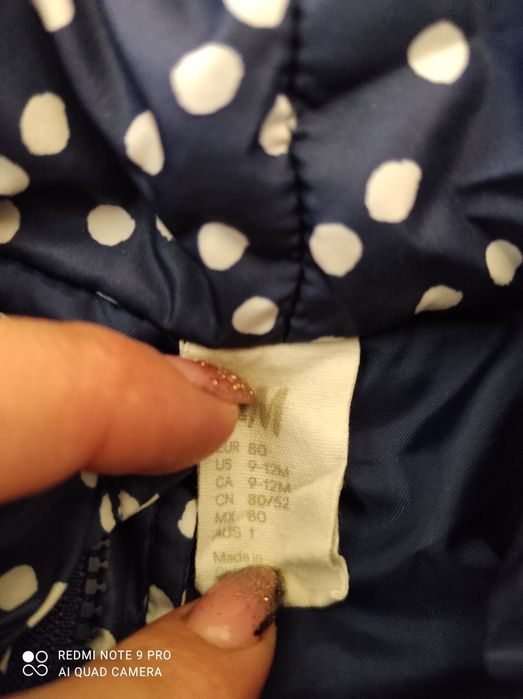 M
EUR 80
US 9-12M
CA 9-12M
CN 80/52
MX 80
AUS 1
Made in
REDMI NOTE 9 PRO
AI QUAD CAMERA